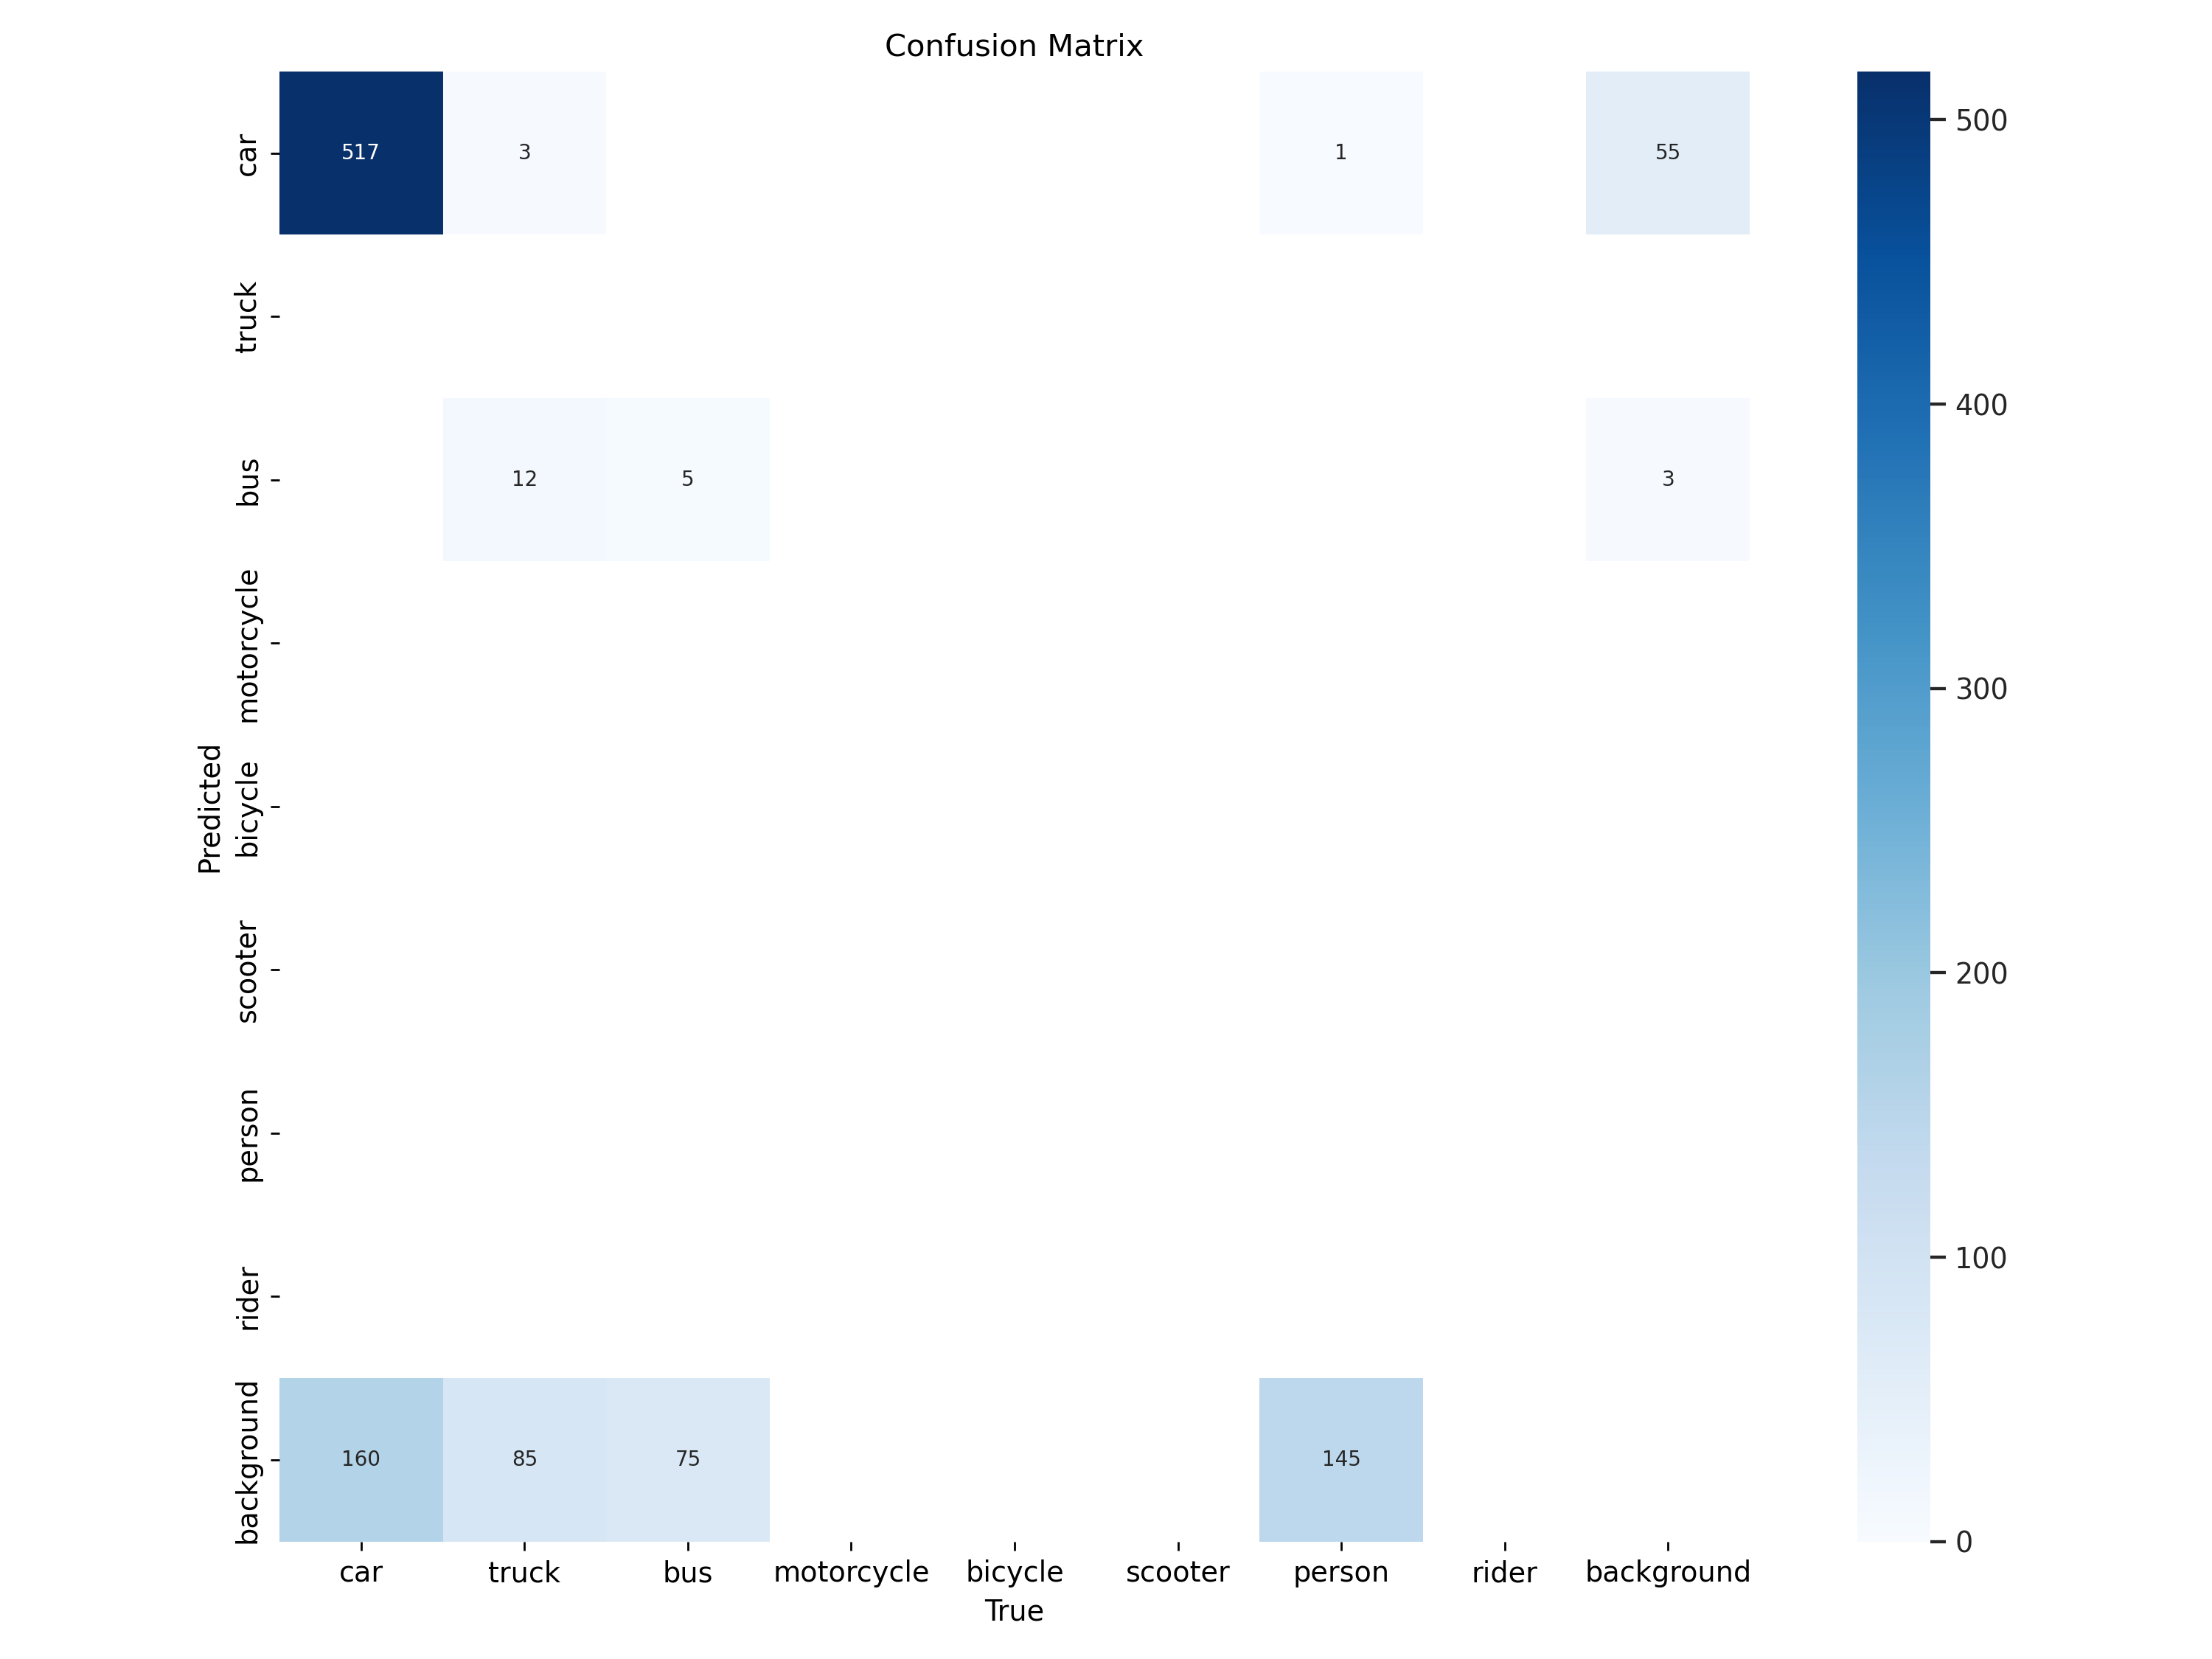 Confusion Matrix
car
517
3
1
55
500
truck
400
bus
12
5
3
motorcycle
300
Predicted
bicycle
scooter
200
person
rider
100
background
160
85
75
145
0
car
truck
bus
motorcycle
bicycle
scooter
person
rider
background
True